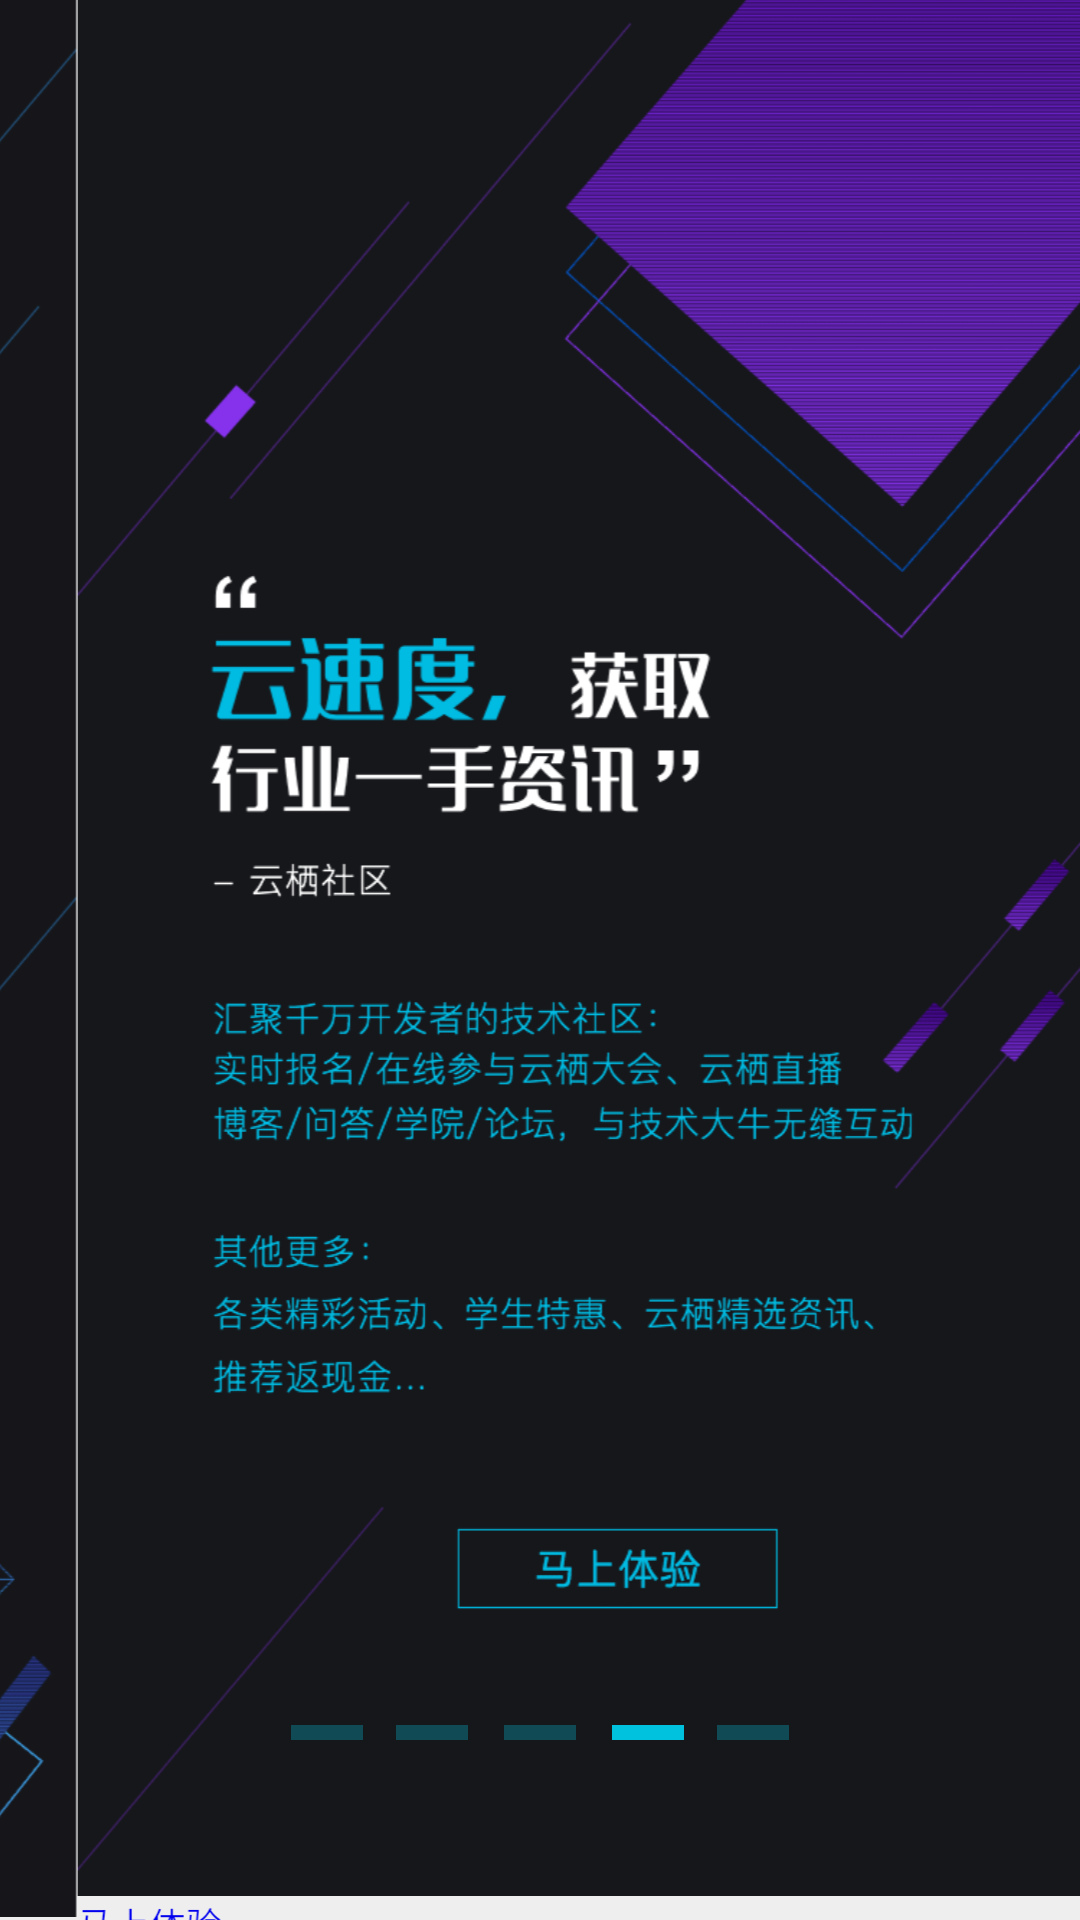 “
云速度，获取
行业一手资讯”
– 云栖社区
汇聚千万开发者的技术社区：
实时报名/在线参与云栖大会、云栖直播
博客/问答/学院/论坛，与技术大牛无缝互动
其他更多：
各类精彩活动、学生特惠、云栖精选资讯、
推荐返现金...
马上体验
马上体验